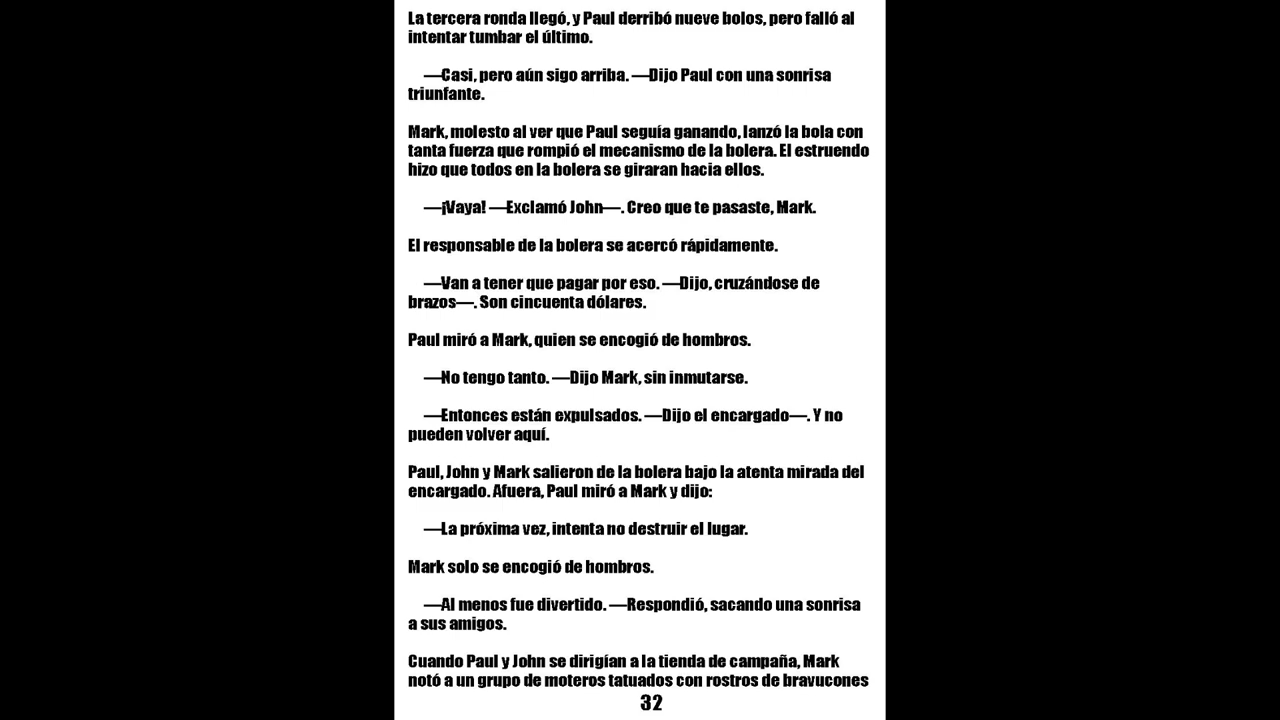 La tercera ronda llegó, y Paul derribó nueve bolos, pero falló al
intentar tumbar el último.
—Casi, pero aún sigo arriba. —Dijo Paul con una sonrisa
triunfante.
Mark, molesto al ver que Paul seguía ganando, lanzó la bola con
tanta fuerza que rompió el mecanismo de la bolera. El estruendo
hizo que todos en la bolera se giraran hacia ellos.
—¡Vaya! —Exclamó John—. Creo que te pasaste, Mark.
El responsable de la bolera se acercó rápidamente.
—Van a tener que pagar por eso. —Dijo, cruzándose de
brazos—. Son cincuenta dólares.
Paul miró a Mark, quien se encogió de hombros.
—No tengo tanto. —Dijo Mark, sin inmutarse.
—Entonces están expulsados. —Dijo el encargado—. Y no
pueden volver aquí.
Paul, John y Mark salieron de la bolera bajo la atenta mirada del
encargado. Afuera, Paul miró a Mark y dijo:
—La próxima vez, intenta no destruir el lugar.
Mark solo se encogió de hombros.
—Al menos fue divertido. —Respondió, sacando una sonrisa
a sus amigos.
Cuando Paul y John se dirigían a la tienda de campaña, Mark
notó a un grupo de moteros tatuados con rostros de bravucones
32